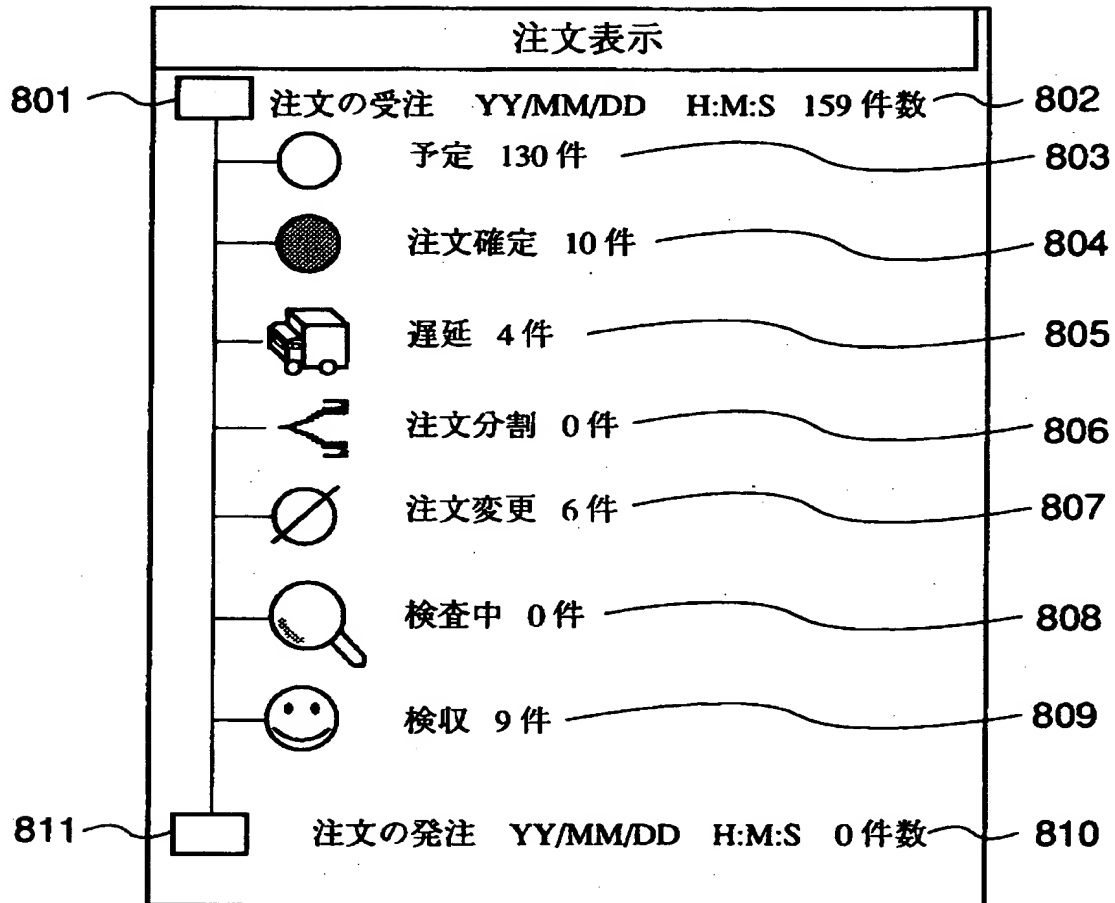 注文表示
801 注文の受注 YY/MM/DD H:M:S 159 件数 802
予定 130 件 803
注文確定 10 件 804
遅延 4 件 805
注文分割 0 件 806
注文変更 6 件 807
検査中 0 件 808
検収 9 件 809
811 注文の発注 YY/MM/DD H:M:S 0 件数 810